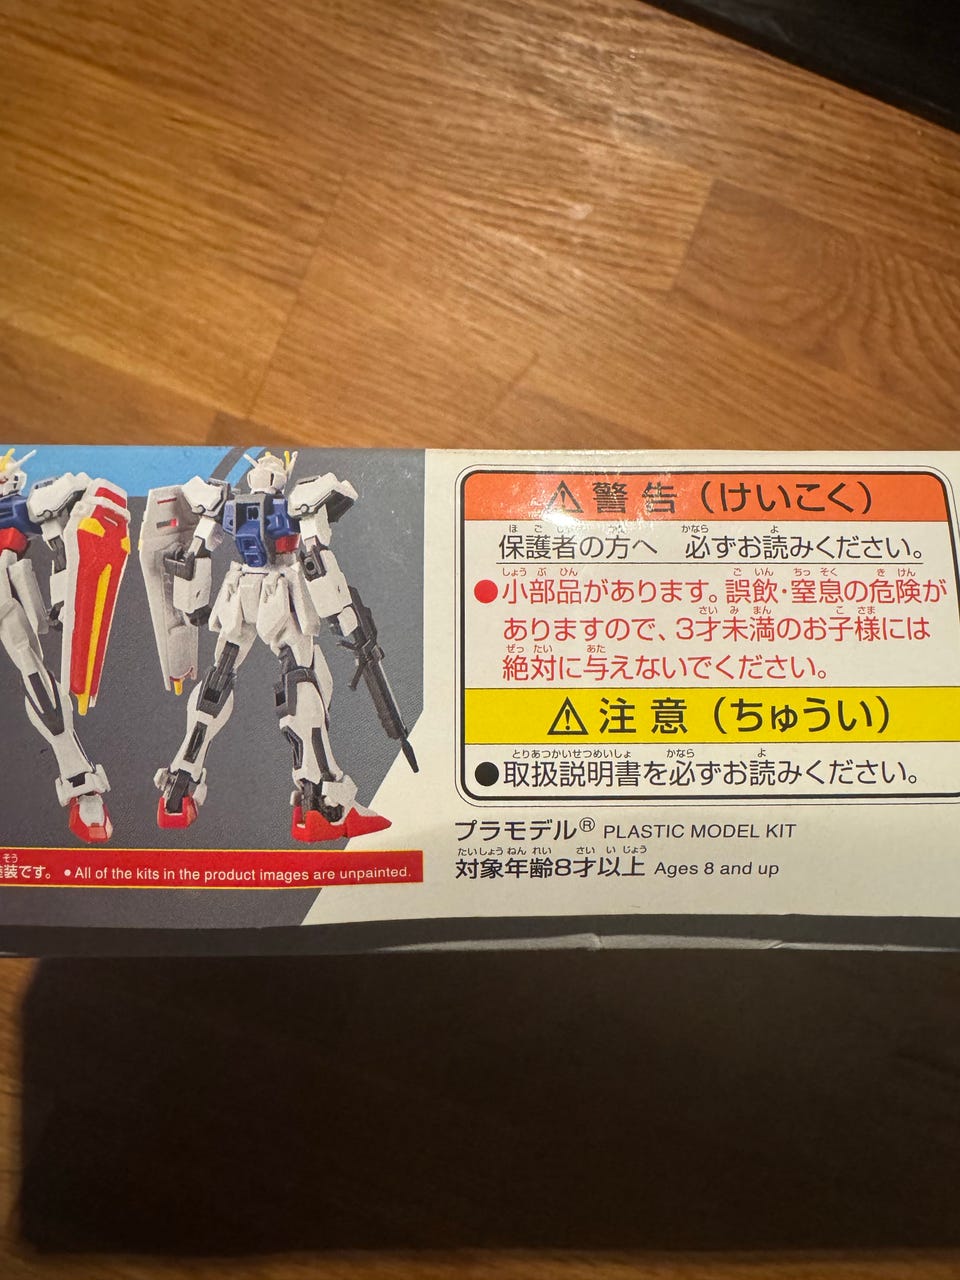 警告（けいこく）
保護者の方へ 必ずお読みください。
●小部品があります。誤飲・窒息の危険が
ありますので、3才未満のお子様には
絶対に与えないでください。
注意（ちゅうい）
●取扱説明書を必ずお読みください。
プラモデル® PLASTIC MODEL KIT
対象年齢8才以上 Ages 8 and up
装です。 ●All of the kits in the product images are unpainted.